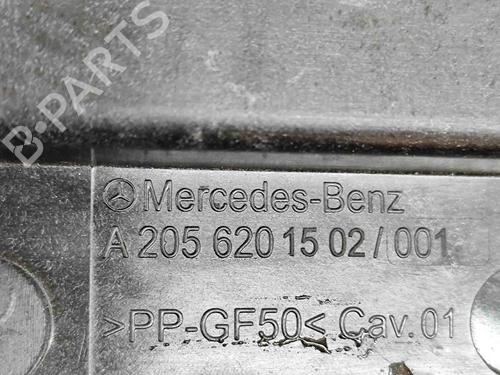 B-PARTS
Mercedes-Benz
A 205 620 15 02/001
>PP-GF50< Cav.01